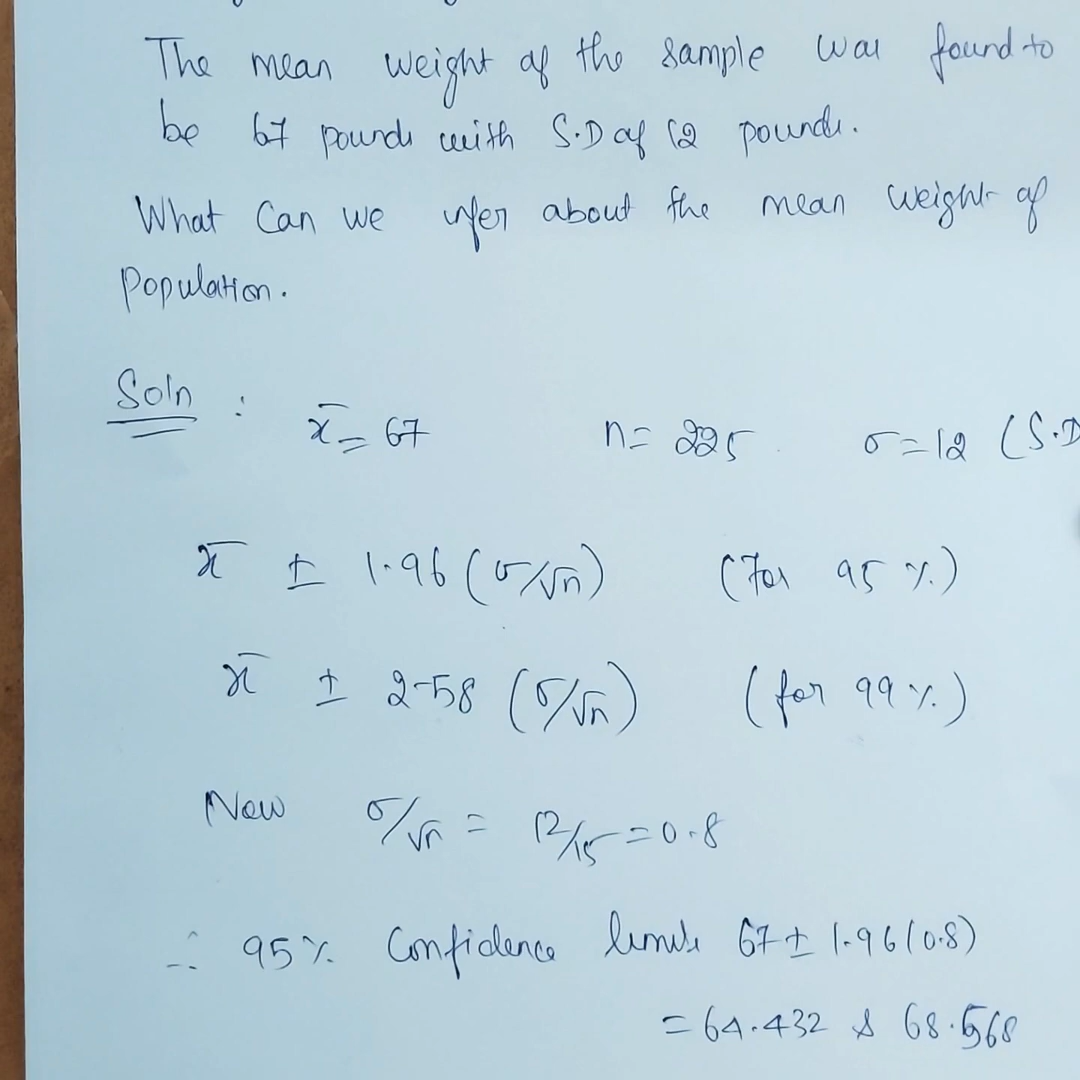 The mean weight of the sample was found to
be 67 pounds with S.D of 12 pounds.
What Can we infer about the mean weight of
population.
Soln : x̄ = 67 n = 225 σ = 12 (S.D
x̄ ± 1.96 (σ/√n) (For 95 %)
x̄ ± 2.58 (σ/√n) (for 99 %)
Now σ/√n = 12/15 = 0.8
∴ 95% Confidence limits 67 ± 1.96(0.8)
= 64.432 & 68.568